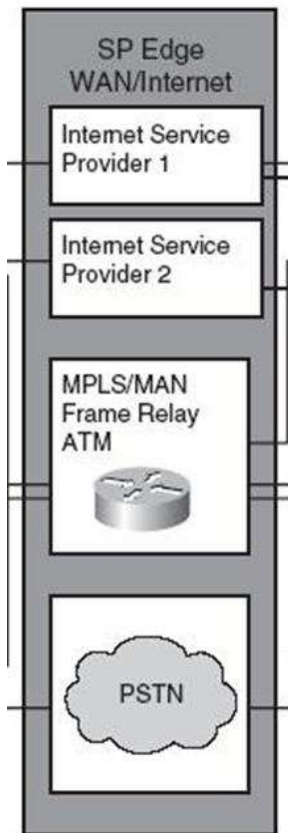 SP Edge
WAN/Internet
Internet Service
Provider 1
Internet Service
Provider 2
MPLS/MAN
Frame Relay
ATM
PSTN